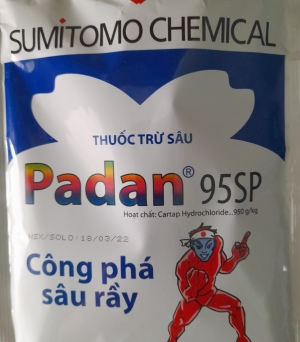 SUMITOMO CHEMICAL
THUỐC TRỪ SÂU
Padan® 95SP
Hoạt chất: Cartap Hydrochloride...950 g/kg
MEX/SOLO: 18/03/22
Công phá
sâu rầy